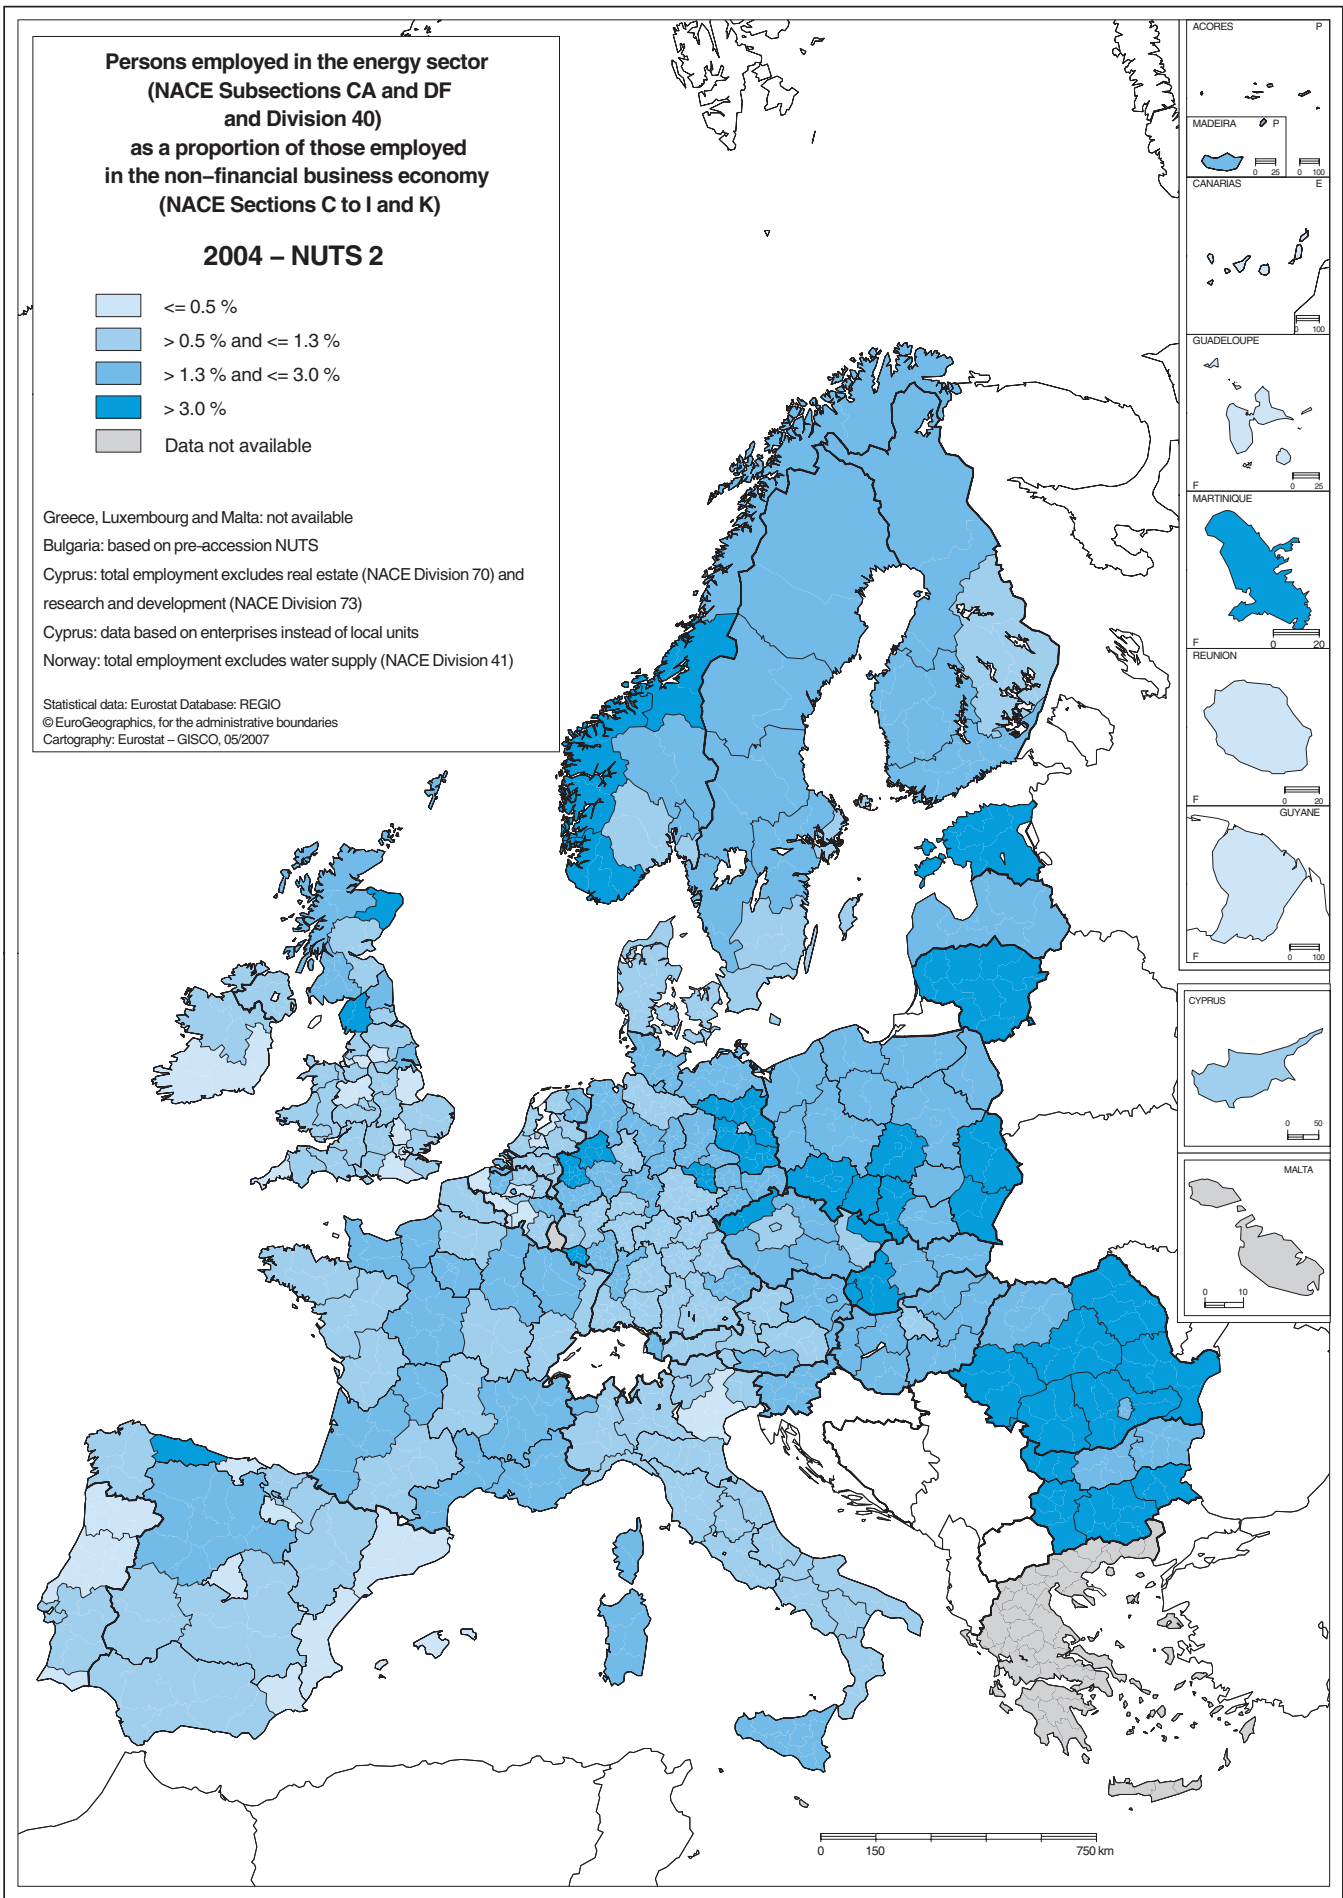 Persons employed in the energy sector
(NACE Subsections CA and DF
and Division 40)
as a proportion of those employed
in the non–financial business economy
(NACE Sections C to I and K)
2004 – NUTS 2
<= 0.5 %
> 0.5 % and <= 1.3 %
> 1.3 % and <= 3.0 %
> 3.0 %
Data not available
Greece, Luxembourg and Malta: not available
Bulgaria: based on pre-accession NUTS
Cyprus: total employment excludes real estate (NACE Division 70) and
research and development (NACE Division 73)
Cyprus: data based on enterprises instead of local units
Norway: total employment excludes water supply (NACE Division 41)
Statistical data: Eurostat Database: REGIO
© EuroGeographics, for the administrative boundaries
Cartography: Eurostat – GISCO, 05/2007
ACORES P
MADEIRA P
0 25 0 100
CANARIAS E
0 100
GUADELOUPE
F 0 25
MARTINIQUE
F 0 20
REUNION
F 0 20
GUYANE
F 0 100
CYPRUS
0 50
MALTA
0 10
0 150 750 km